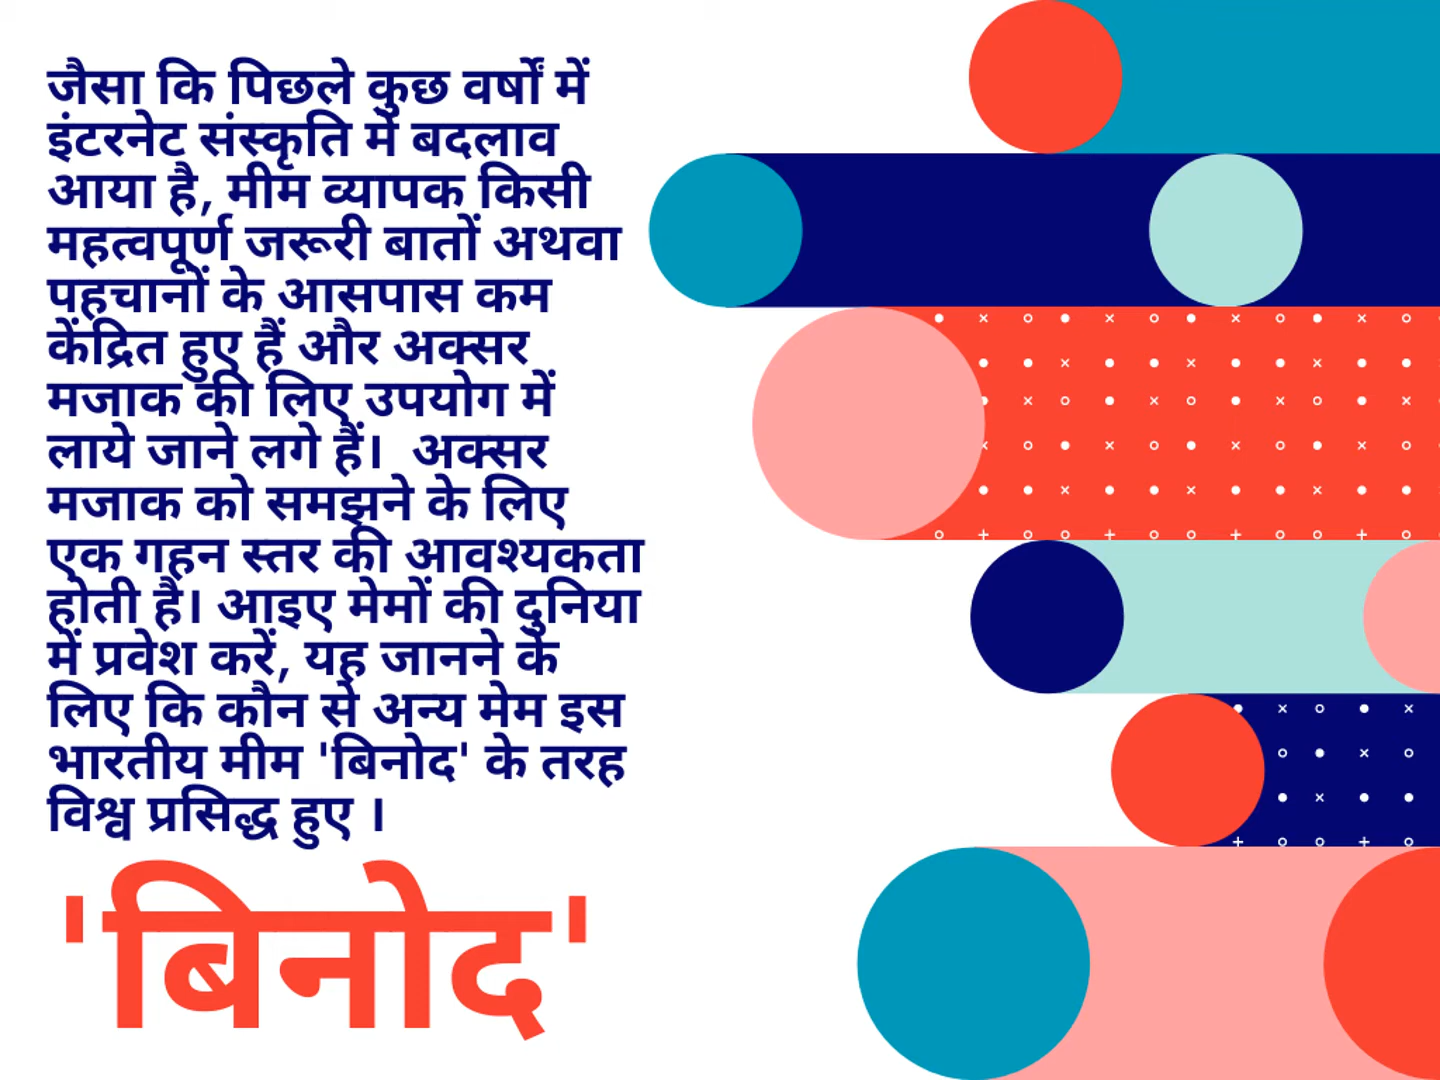 जैसा कि पिछले कुछ वर्षों में
इंटरनेट संस्कृति में बदलाव
आया है, मीम व्यापक किसी
महत्वपूर्ण जरूरी बातों अथवा
पहचानों के आसपास कम
केंद्रित हुए हैं और अक्सर
मजाक की लिए उपयोग में
लाये जाने लगे हैं। अक्सर
मजाक को समझने के लिए
एक गहन स्तर की आवश्यकता
होती है। आइए मेमों की दुनिया
में प्रवेश करें, यह जानने के
लिए कि कौन से अन्य मेम इस
भारतीय मीम 'बिनोद' के तरह
विश्व प्रसिद्ध हुए ।
'बिनोद'